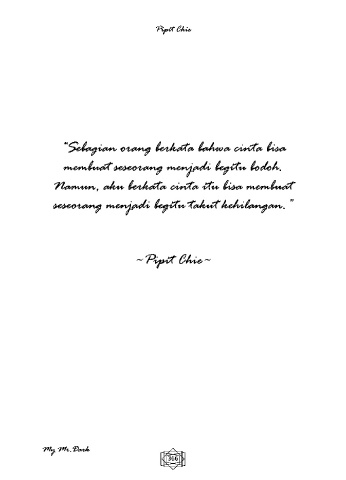 Pipit Chie
"Sebagian orang berkata bahwa cinta bisa
membuat seseorang menjadi begitu bodoh.
Namun, aku berkata cinta itu bisa membuat
seseorang menjadi begitu takut kehilangan."
~Pipit Chie~
My Mr. Dark
316